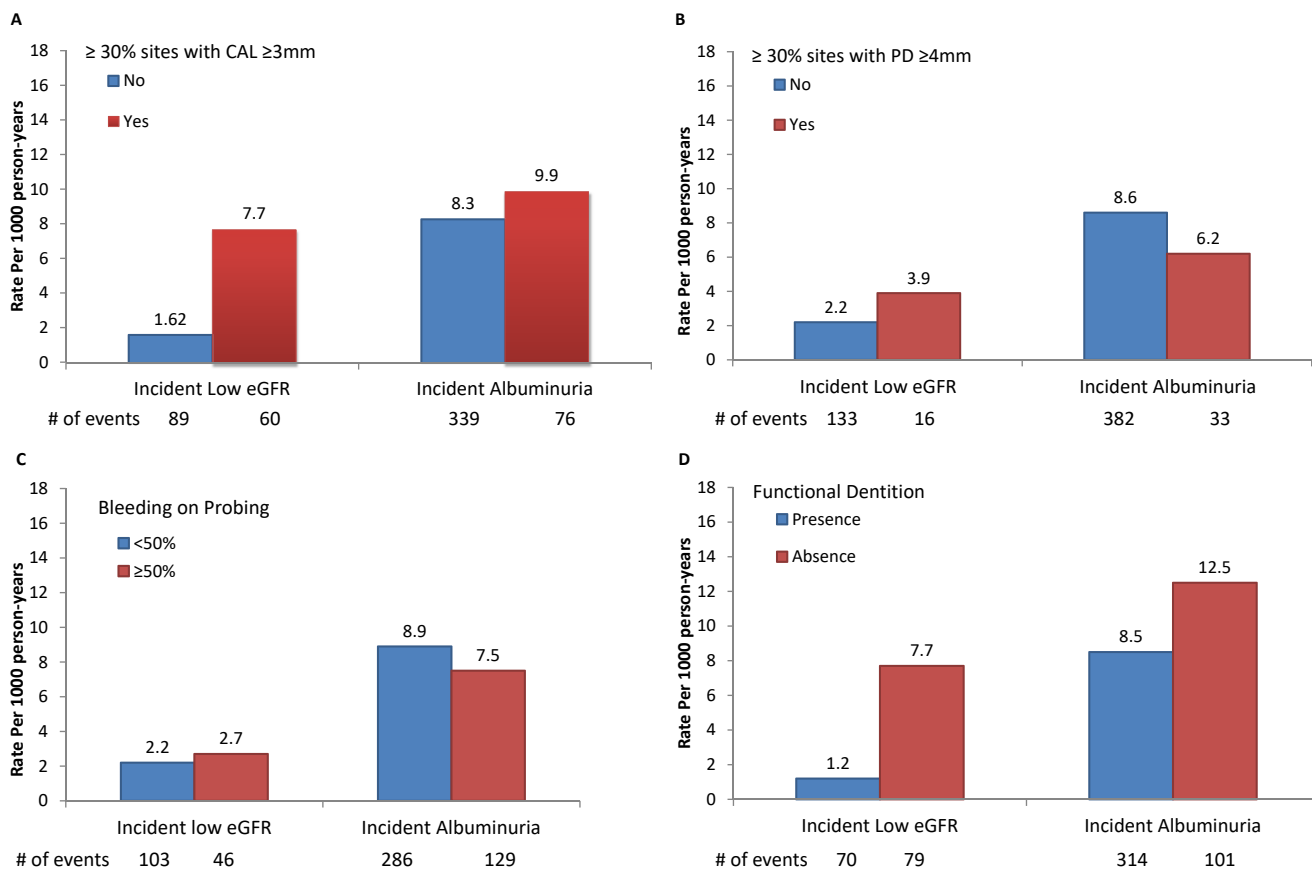 A
≥ 30% sites with CAL ≥3mm
No
Yes
Rate Per 1000 person-years
18
16
14
12
10
8
6
4
2
0
1.62
7.7
8.3
9.9
Incident Low eGFR Incident Albuminuria
# of events 89 60 339 76
B
≥ 30% sites with PD ≥4mm
No
Yes
Rate Per 1000 person-years
18
16
14
12
10
8
6
4
2
0
2.2
3.9
8.6
6.2
Incident Low eGFR Incident Albuminuria
# of events 133 16 382 33
C
Bleeding on Probing
<50%
≥50%
Rate Per 1000 person-years
18
16
14
12
10
8
6
4
2
0
2.2
2.7
8.9
7.5
Incident low eGFR Incident Albuminuria
# of events 103 46 286 129
D
Functional Dentition
Presence
Absence
Rate Per 1000 person-years
18
16
14
12
10
8
6
4
2
0
1.2
7.7
8.5
12.5
Incident Low eGFR Incident Albuminuria
# of events 70 79 314 101